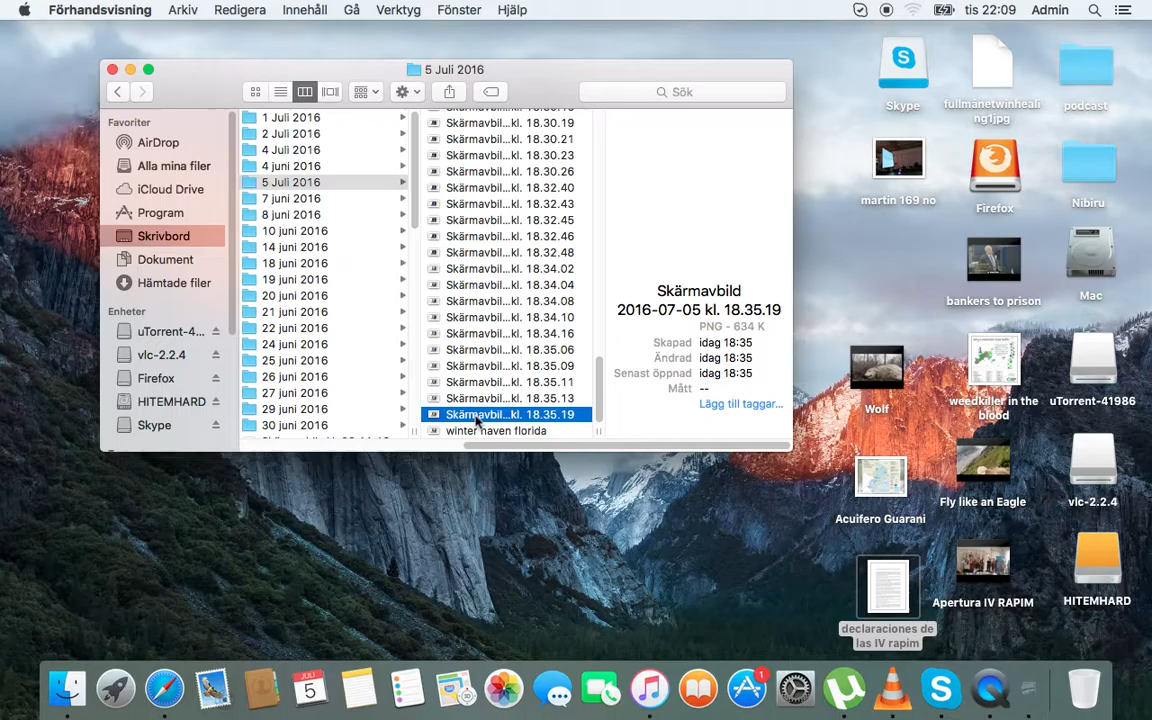 Förhandsvisning Arkiv Redigera Innehåll Gå Verktyg Fönster Hjälp tis 22:09 Admin
5 Juli 2016
Sök
Favoriter
AirDrop
Alla mina filer
iCloud Drive
Program
Skrivbord
Dokument
Hämtade filer
Enheter
uTorrent-4...
vlc-2.2.4
Firefox
HITEMHARD
Skype
1 Juli 2016
2 Juli 2016
4 Juli 2016
4 juni 2016
5 Juli 2016
7 juni 2016
8 juni 2016
10 juni 2016
14 juni 2016
18 juni 2016
19 juni 2016
20 juni 2016
21 juni 2016
22 juni 2016
24 juni 2016
25 juni 2016
26 juni 2016
27 juni 2016
29 juni 2016
30 juni 2016
Skärmavbil...kl. 18.30.19
Skärmavbil...kl. 18.30.21
Skärmavbil...kl. 18.30.23
Skärmavbil...kl. 18.30.26
Skärmavbil...kl. 18.32.40
Skärmavbil...kl. 18.32.43
Skärmavbil...kl. 18.32.45
Skärmavbil...kl. 18.32.46
Skärmavbil...kl. 18.32.48
Skärmavbil...kl. 18.34.02
Skärmavbil...kl. 18.34.04
Skärmavbil...kl. 18.34.08
Skärmavbil...kl. 18.34.10
Skärmavbil...kl. 18.34.16
Skärmavbil...kl. 18.35.06
Skärmavbil...kl. 18.35.09
Skärmavbil...kl. 18.35.11
Skärmavbil...kl. 18.35.13
Skärmavbil...kl. 18.35.19
winter haven florida
Skärmavbild
2016-07-05 kl. 18.35.19
PNG - 634 K
Skapad idag 18:35
Ändrad idag 18:35
Senast öppnad idag 18:35
Mått --
Lägg till taggar...
Skype
fullmånetwinheali
ng1jpg
podcast
martin 169 no
Firefox
Nibiru
bankers to prison
Mac
Wolf
weedkiller in the
blood
uTorrent-41986
Acuifero Guarani
Fly like an Eagle
vlc-2.2.4
declaraciones de
las IV rapim
Apertura IV RAPIM
HITEMHARD
JULI
5
1